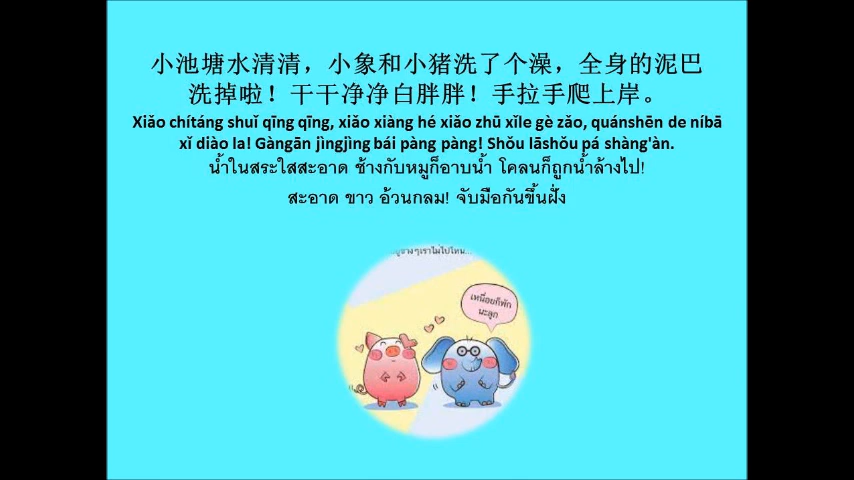 小池塘水清清，小象和小猪洗了个澡，全身的泥巴
洗掉啦！干干净净白胖胖！手拉手爬上岸。
Xiǎo chítáng shuǐ qīng qīng, xiǎo xiàng hé xiǎo zhū xǐle gè zǎo, quánshēn de níbā
xǐ diào la! Gàngān jìngjìng bái pàng pàng! Shǒu lāshǒu pá shàng'àn.
น้ำในสระใสสะอาด ช้างกับหมูก็อาบน้ำ โคลนก็ถูกน้ำล้างไป!
สะอาด ขาว อ้วนกลม! จับมือกันขึ้นฝั่ง
เหนื่อยก็พัก
นะลูก